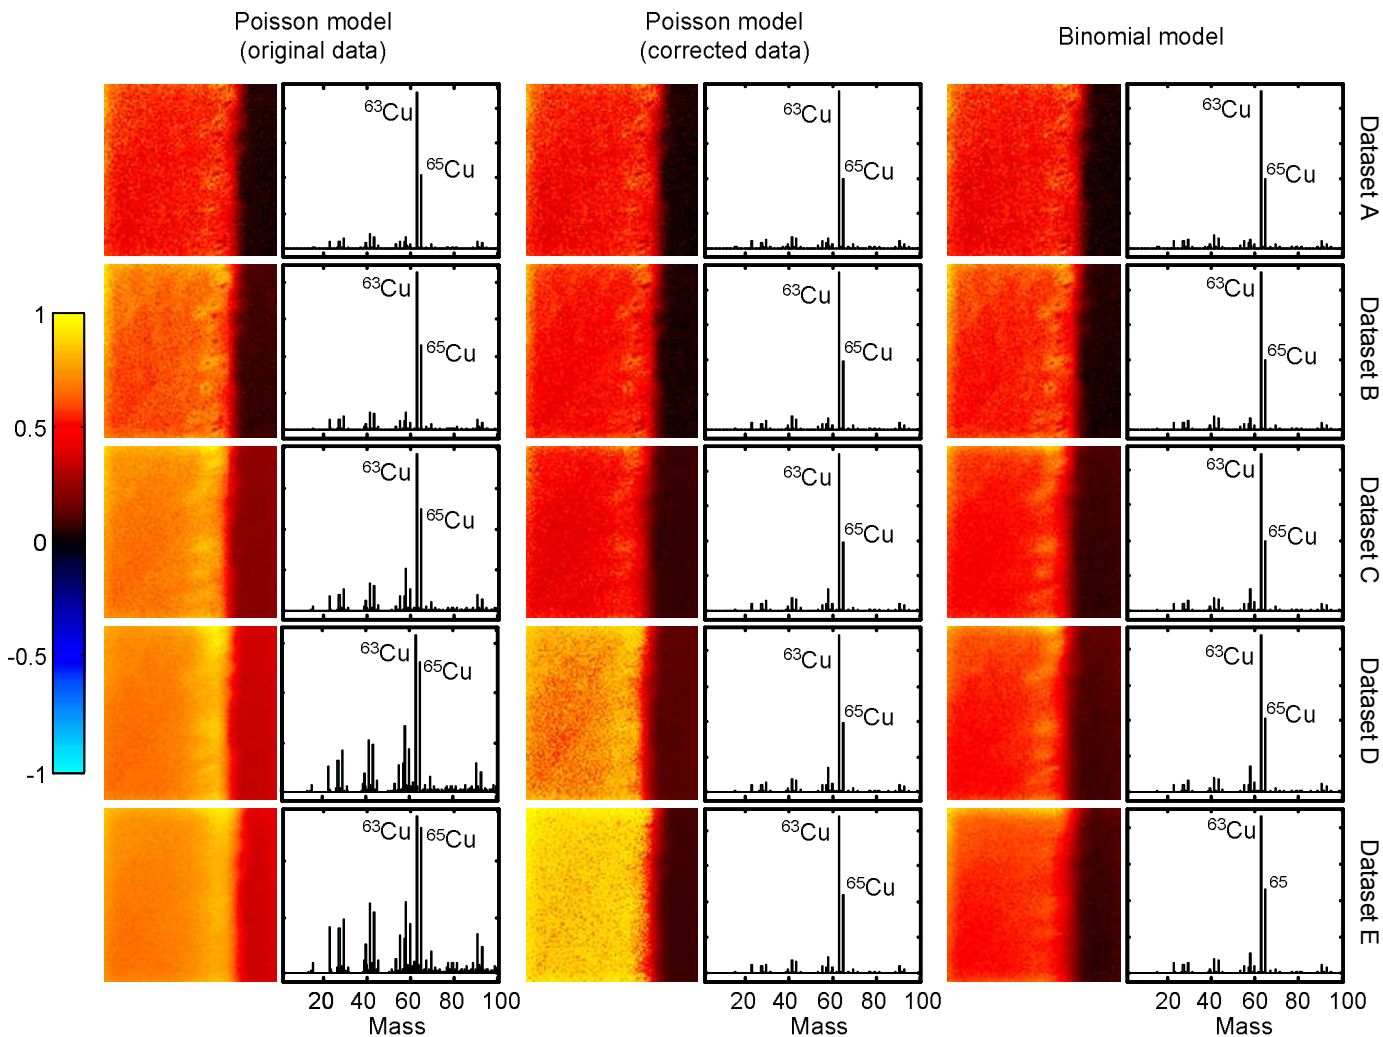 Poisson model
(original data)
Poisson model
(corrected data)
Binomial model
63Cu
65Cu
63Cu
65Cu
63Cu
65Cu
Dataset A
63Cu
65Cu
63Cu
65Cu
63Cu
65Cu
Dataset B
1
0.5
0
-0.5
-1
63Cu
65Cu
63Cu
65Cu
63Cu
65Cu
Dataset C
63Cu
65Cu
63Cu
65Cu
63Cu
65Cu
Dataset D
63Cu
65Cu
63Cu
65Cu
63Cu
65
Dataset E
20 40 60 80 100
Mass
20 40 60 80 100
Mass
20 40 60 80 100
Mass